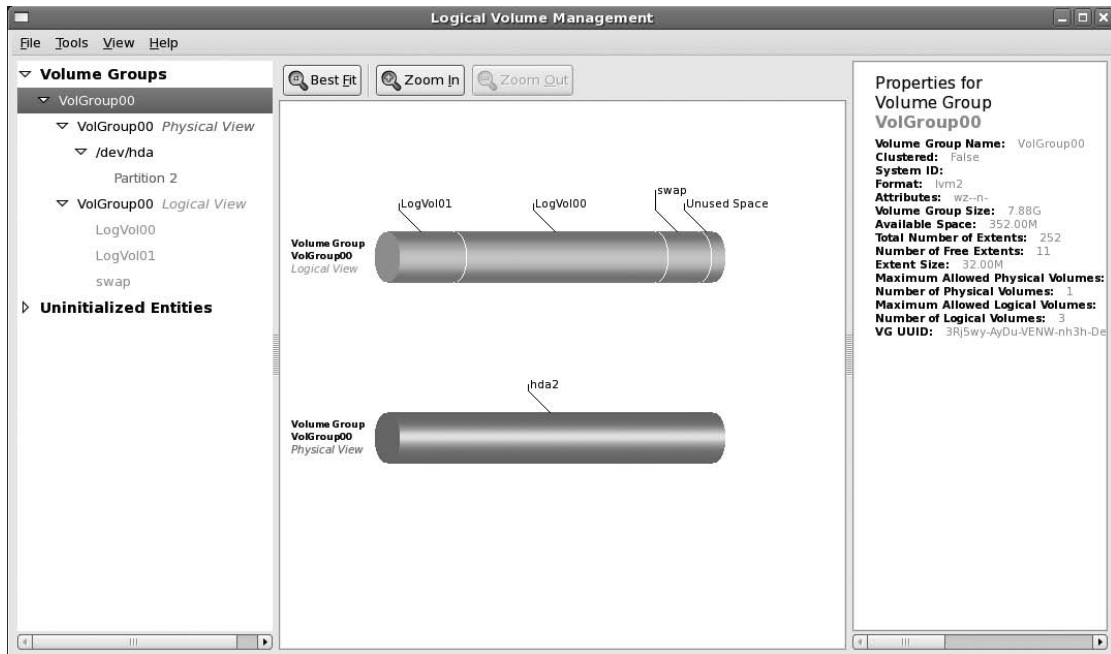 Logical Volume Management
File Tools View Help
Volume Groups
VolGroup00
VolGroup00 Physical View
/dev/hda
Partition 2
VolGroup00 Logical View
LogVol00
LogVol01
swap
Uninitialized Entities
Best Fit Zoom In Zoom Out
swap
LogVol01 LogVol00 Unused Space
Volume Group
VolGroup00
Logical View
hda2
Volume Group
VolGroup00
Physical View
Properties for
Volume Group
VolGroup00
Volume Group Name: VolGroup00
Clustered: False
System ID:
Format: lvm2
Attributes: wz--n-
Volume Group Size: 7.88G
Available Space: 352.00M
Total Number of Extents: 252
Number of Free Extents: 11
Extent Size: 32.00M
Maximum Allowed Physical Volumes:
Number of Physical Volumes: 1
Maximum Allowed Logical Volumes:
Number of Logical Volumes: 3
VG UUID: 3Rj5wy-AyDu-VENW-nh3h-De